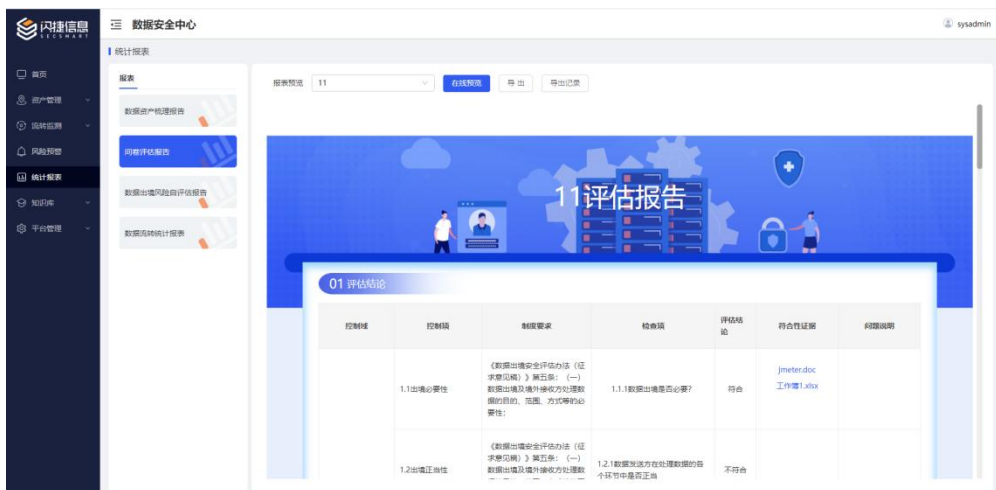 闪捷信息
SECSMART
数据安全中心
sysadmin
统计报表
首页
资产管理
流转监测
风险预警
统计报表
知识库
平台管理
报表
数据资产梳理报告
问卷评估报告
数据出境风险自评估报告
数据流转统计报表
报表预览 11 在线预览 导出 导出记录
11评估报告
01 评估结论
控制域 控制项 制度要求 检查项 评估结论 符合性证据 问题说明
1.1出境必要性
《数据出境安全评估办法(征
求意见稿)》第五条:(一)
数据出境及境外接收方处理数
据的目的、范围、方式等的必
要性;
1.1.1数据出境是否必要?
符合
jmeter.doc
工作簿1.xlsx
1.2出境正当性
《数据出境安全评估办法(征
求意见稿)》第五条:(一)
数据出境及境外接收方处理数
1.2.1数据发送方在处理数据的各
个环节中是否正当
不符合